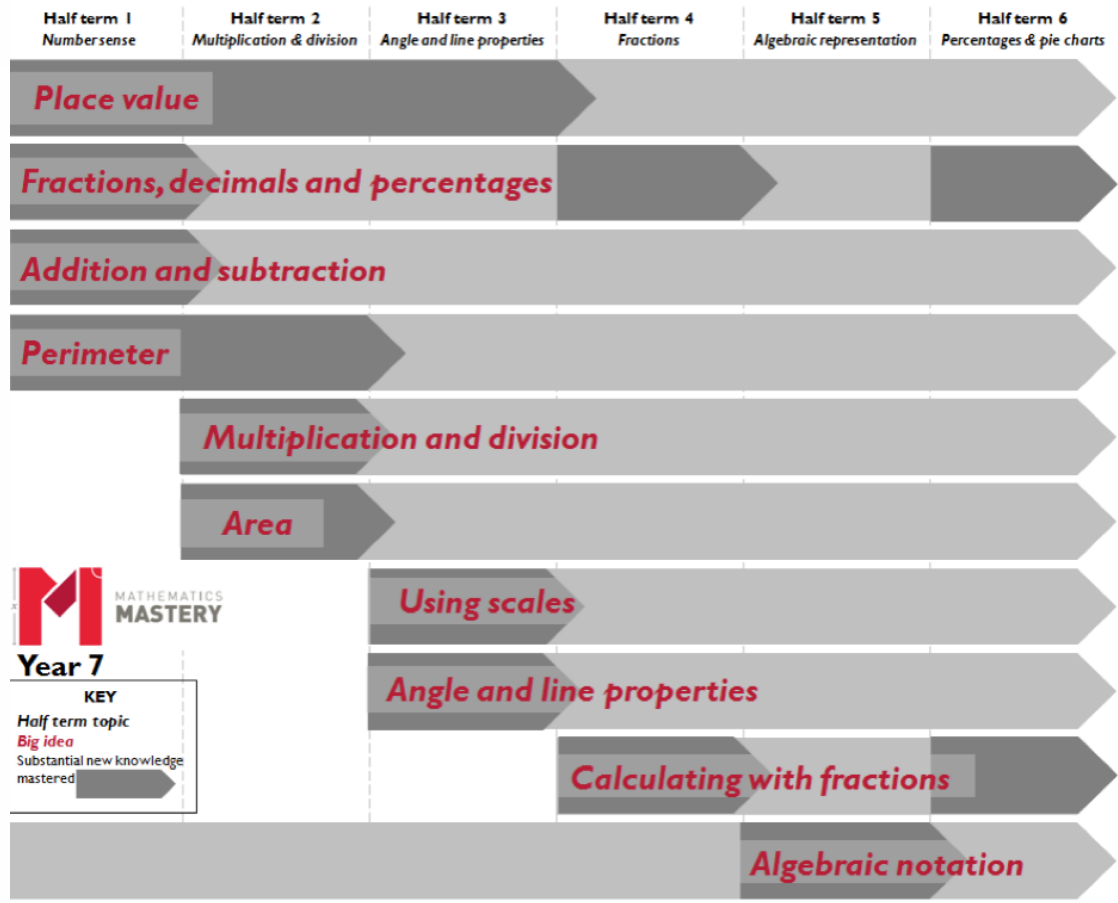 Half term 1
Number sense
Half term 2
Multiplication & division
Half term 3
Angle and line properties
Half term 4
Fractions
Half term 5
Algebraic representation
Half term 6
Percentages & pie charts
Place value
Fractions, decimals and percentages
Addition and subtraction
Perimeter
Multiplication and division
Area
Using scales
MATHEMATICS
MASTERY
Year 7
Angle and line properties
KEY
Half term topic
Big idea
Substantial new knowledge
mastered
Calculating with fractions
Algebraic notation